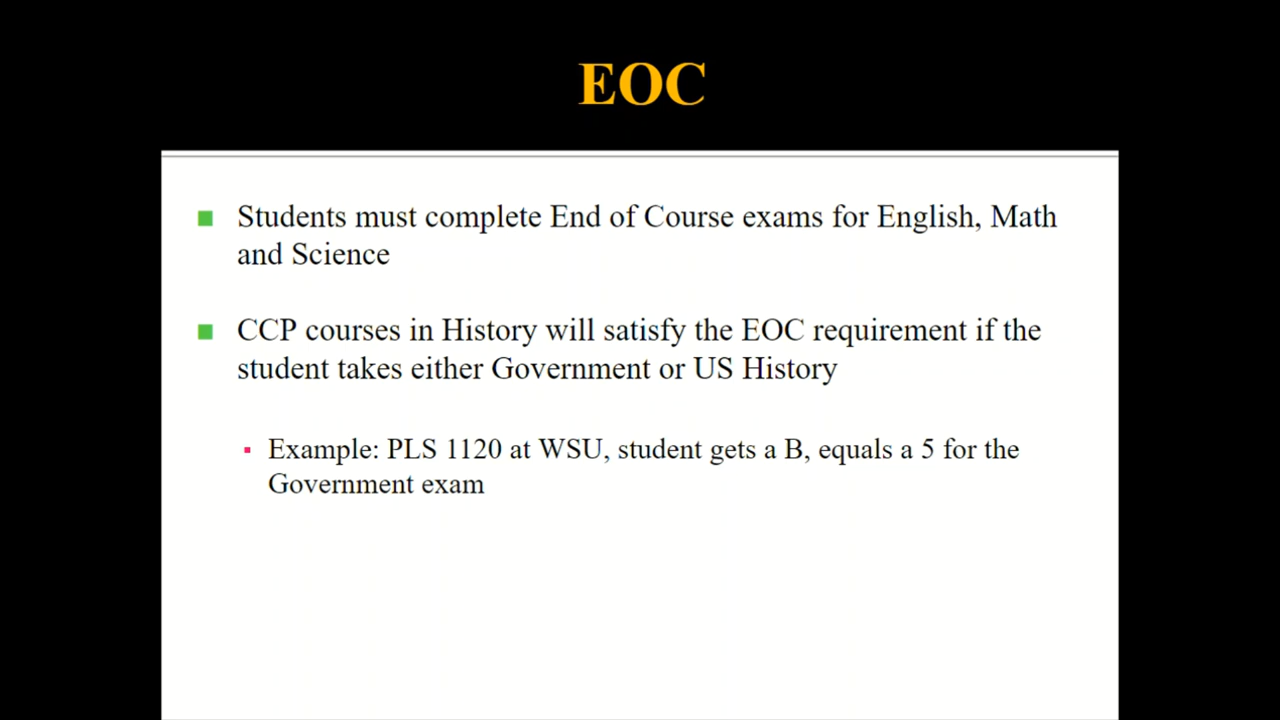 EOC
Students must complete End of Course exams for English, Math
and Science
CCP courses in History will satisfy the EOC requirement if the
student takes either Government or US History
Example: PLS 1120 at WSU, student gets a B, equals a 5 for the
Government exam